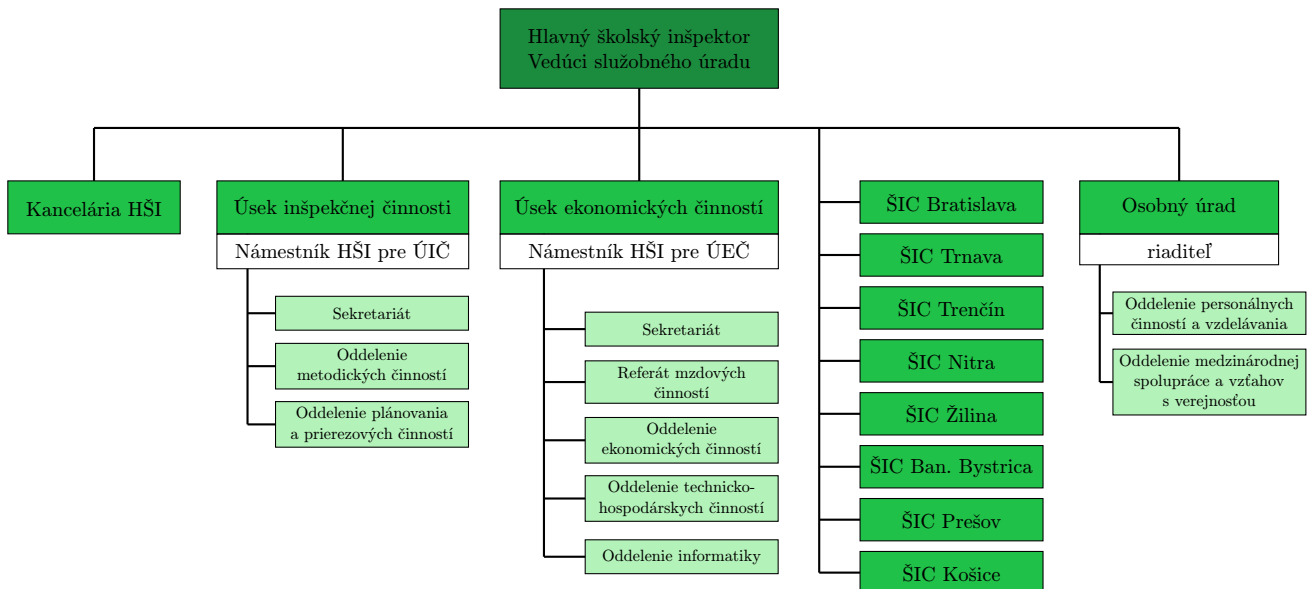 Hlavný školský inšpektor
Vedúci služobného úradu
Kancelária HŠI
Úsek inšpekčnej činnosti
Námestník HŠI pre ÚIČ
Sekretariát
Oddelenie
metodických činností
Oddelenie plánovania
a prierezových činností
Úsek ekonomických činností
Námestník HŠI pre ÚEČ
Sekretariát
Referát mzdových
činností
Oddelenie
ekonomických činností
Oddelenie technicko-
hospodárskych činností
Oddelenie informatiky
ŠIC Bratislava
ŠIC Trnava
ŠIC Trenčín
ŠIC Nitra
ŠIC Žilina
ŠIC Ban. Bystrica
ŠIC Prešov
ŠIC Košice
Osobný úrad
riaditeľ
Oddelenie personálnych
činností a vzdelávania
Oddelenie medzinárodnej
spolupráce a vzťahov
s verejnosťou